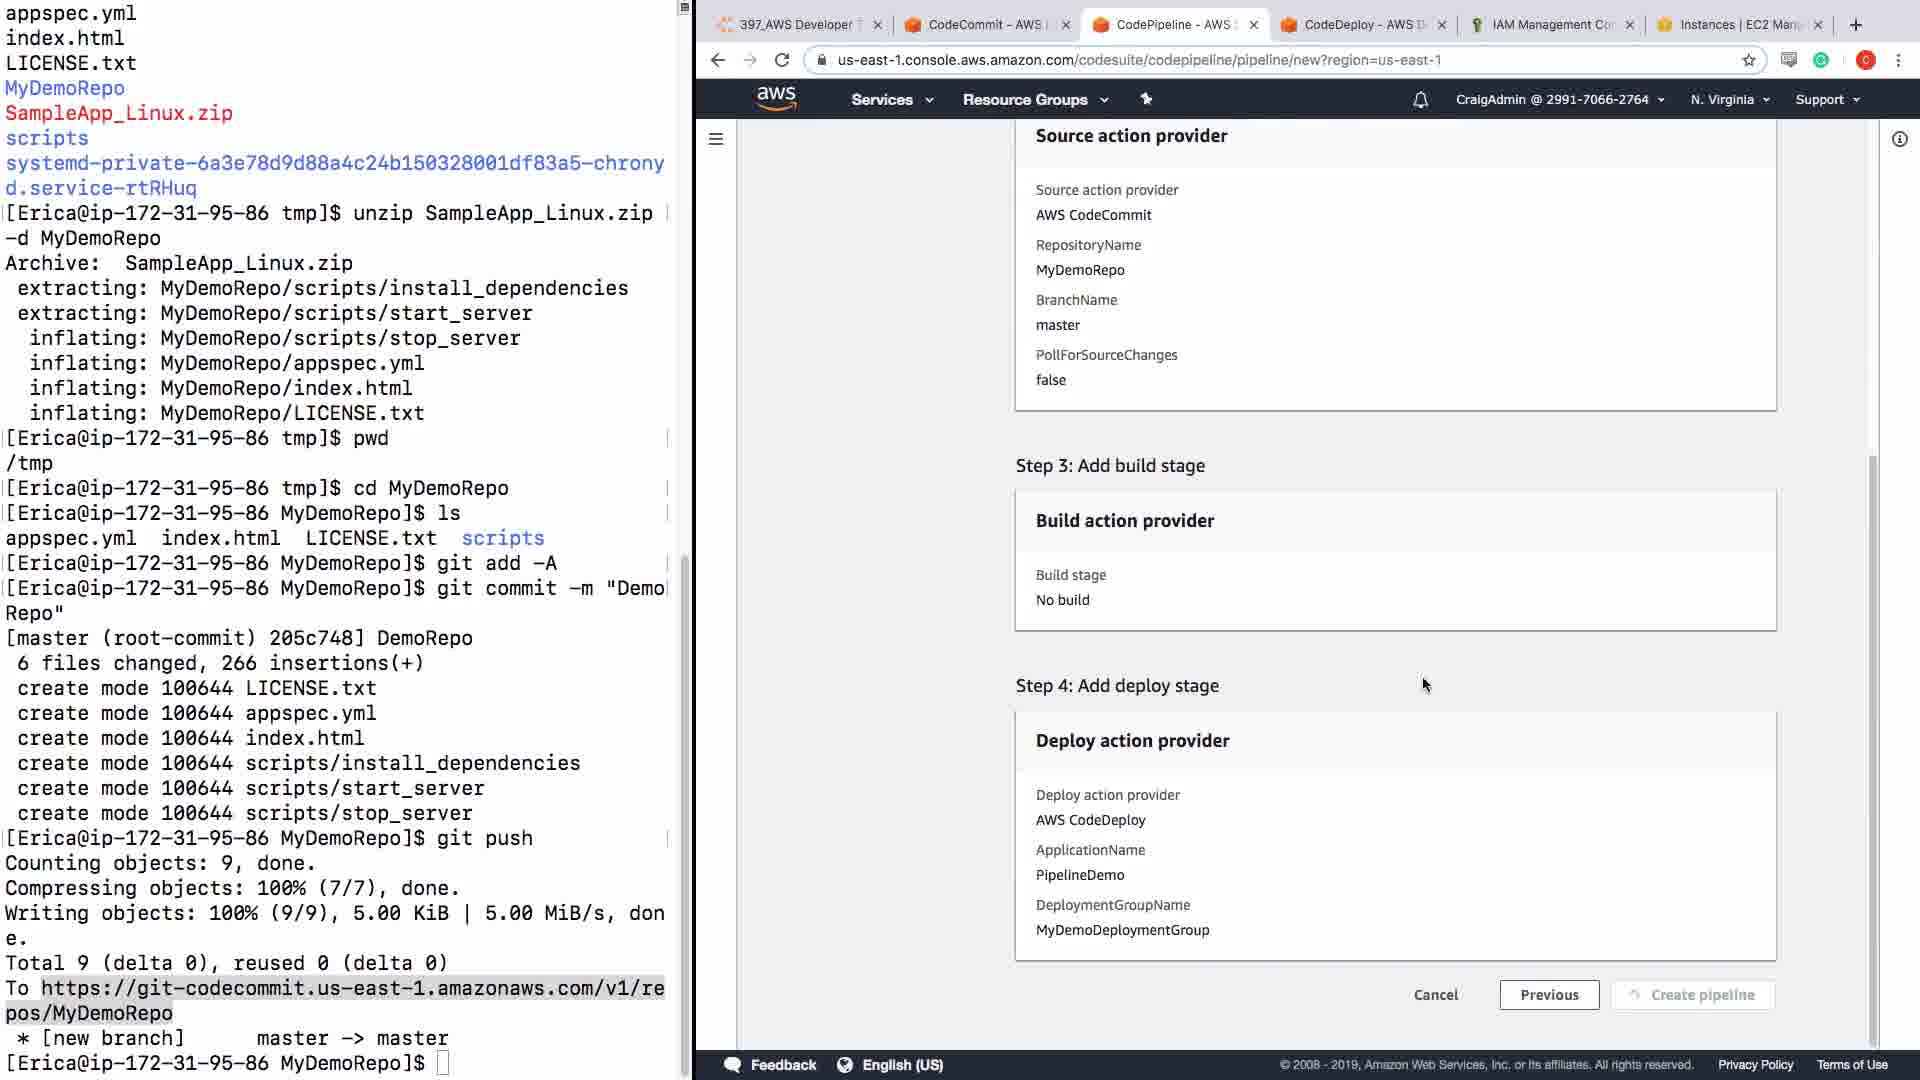 appspec.yml
index.html
LICENSE.txt
MyDemoRepo
SampleApp_Linux.zip
scripts
systemd-private-6a3e78d9d88a4c24b150328001df83a5-chrony
d.service-rtRHuq
[Erica@ip-172-31-95-86 tmp]$ unzip SampleApp_Linux.zip
-d MyDemoRepo
Archive:  SampleApp_Linux.zip
extracting: MyDemoRepo/scripts/install_dependencies
extracting: MyDemoRepo/scripts/start_server
inflating: MyDemoRepo/scripts/stop_server
inflating: MyDemoRepo/appspec.yml
inflating: MyDemoRepo/index.html
inflating: MyDemoRepo/LICENSE.txt
[Erica@ip-172-31-95-86 tmp]$ pwd
/tmp
[Erica@ip-172-31-95-86 tmp]$ cd MyDemoRepo
[Erica@ip-172-31-95-86 MyDemoRepo]$ ls
appspec.yml  index.html  LICENSE.txt  scripts
[Erica@ip-172-31-95-86 MyDemoRepo]$ git add -A
[Erica@ip-172-31-95-86 MyDemoRepo]$ git commit -m "Demo
Repo"
[master (root-commit) 205c748] DemoRepo
6 files changed, 266 insertions(+)
create mode 100644 LICENSE.txt
create mode 100644 appspec.yml
create mode 100644 index.html
create mode 100644 scripts/install_dependencies
create mode 100644 scripts/start_server
create mode 100644 scripts/stop_server
[Erica@ip-172-31-95-86 MyDemoRepo]$ git push
Counting objects: 9, done.
Compressing objects: 100% (7/7), done.
Writing objects: 100% (9/9), 5.00 KiB | 5.00 MiB/s, don
e.
Total 9 (delta 0), reused 0 (delta 0)
To https://git-codecommit.us-east-1.amazonaws.com/v1/re
pos/MyDemoRepo
* [new branch]      master -> master
[Erica@ip-172-31-95-86 MyDemoRepo]$
397_AWS Developer CodeCommit – AWS CodePipeline – AWS CodeDeploy – AWS IAM Management Instances | EC2
us-east-1.console.aws.amazon.com/codesuite/codepipeline/pipeline/new?region=us-east-1
C
aws Services Resource Groups CraigAdmin @ 2991-7066-2764 N. Virginia Support
Source action provider
Source action provider
AWS CodeCommit
RepositoryName
MyDemoRepo
BranchName
master
PollForSourceChanges
false
Step 3: Add build stage
Build action provider
Build stage
No build
Step 4: Add deploy stage
Deploy action provider
Deploy action provider
AWS CodeDeploy
ApplicationName
PipelineDemo
DeploymentGroupName
MyDemoDeploymentGroup
Cancel Previous Create pipeline
Feedback English (US) © 2008 - 2019, Amazon Web Services, Inc. or its affiliates. All rights reserved. Privacy Policy Terms of Use